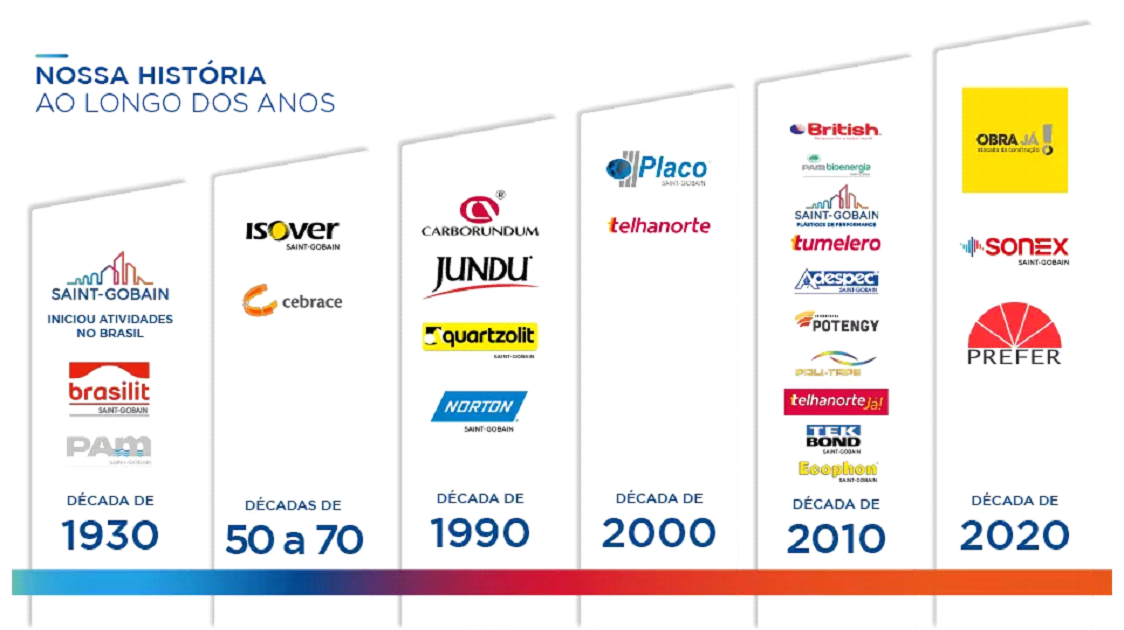 NOSSA HISTÓRIA
AO LONGO DOS ANOS
SAINT-GOBAIN
INICIOU ATIVIDADES
NO BRASIL
brasilit
SAINT-GOBAIN
PAM
SAINT-GOBAIN
DÉCADA DE
1930
ISOVER
SAINT-GOBAIN
cebrace
DÉCADAS DE
50 a 70
®
CARBORUNDUM
JUNDU
quartzolit
SAINT-GOBAIN
NORTON
SAINT-GOBAIN
DÉCADA DE
1990
Placo
SAINT-GOBAIN
telhanorte
DÉCADA DE
2000
British
PAM bioenergia
SAINT-GOBAIN
PLÁSTICOS DE PERFORMANCE
tumelero
Adespec
SAINT-GOBAIN
POTENGY
POLI-TAPE
telhanorte Já!
TEK
BOND
SAINT-GOBAIN
Ecophon
SAINT-GOBAIN
DÉCADA DE
2010
OBRA JÁ!
atacado da construção
SONEX
SAINT-GOBAIN
PREFER
DÉCADA DE
2020